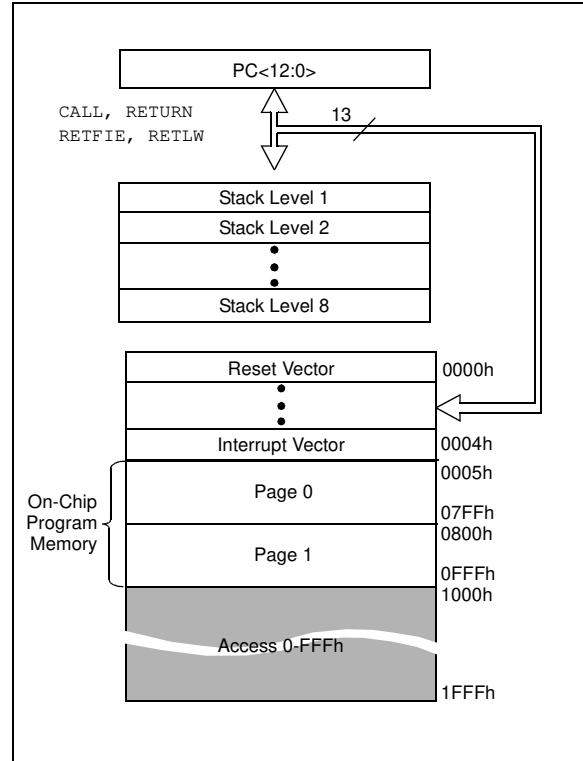 PC<12:0>
CALL, RETURN
RETFIE, RETLW
13
Stack Level 1
Stack Level 2
Stack Level 8
Reset Vector
0000h
Interrupt Vector
0004h
0005h
Page 0
07FFh
On-Chip
Program
Memory
0800h
Page 1
0FFFh
1000h
Access 0-FFFh
1FFFh